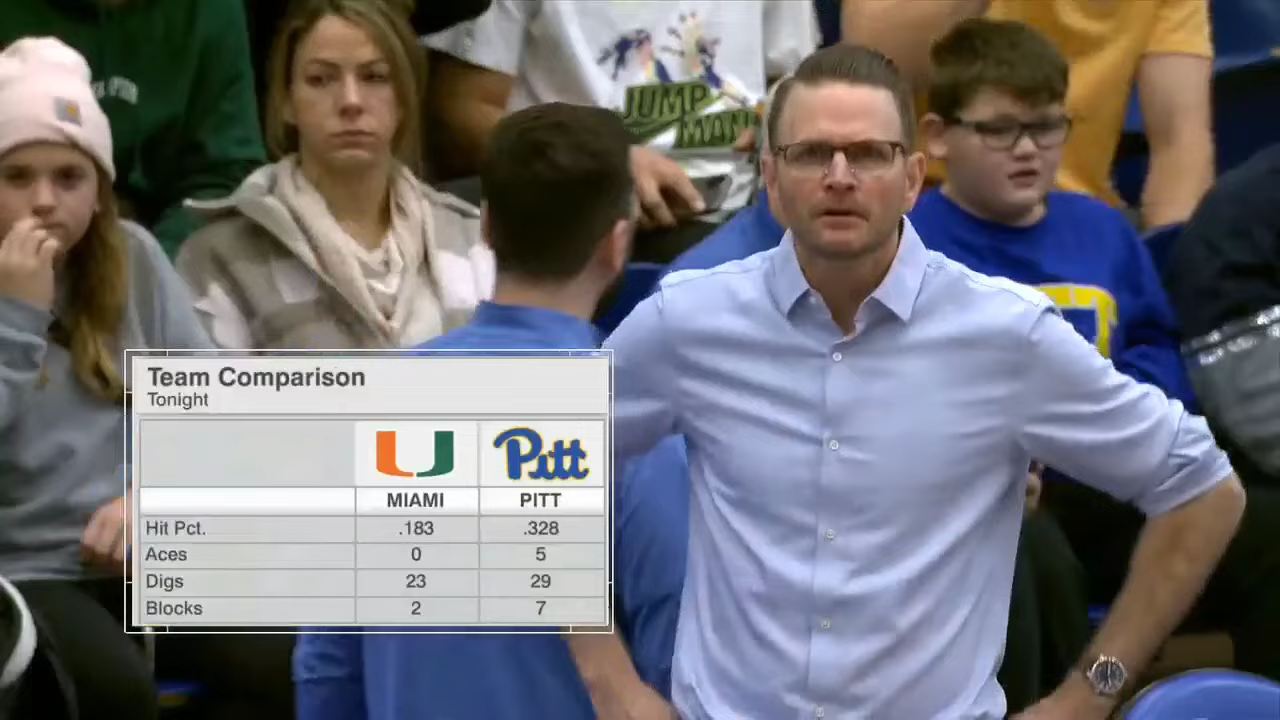 JUMP
MAN
Team Comparison
Tonight
Pitt
MIAMI PITT
Hit Pct. .183 .328
Aces 0 5
Digs 23 29
Blocks 2 7